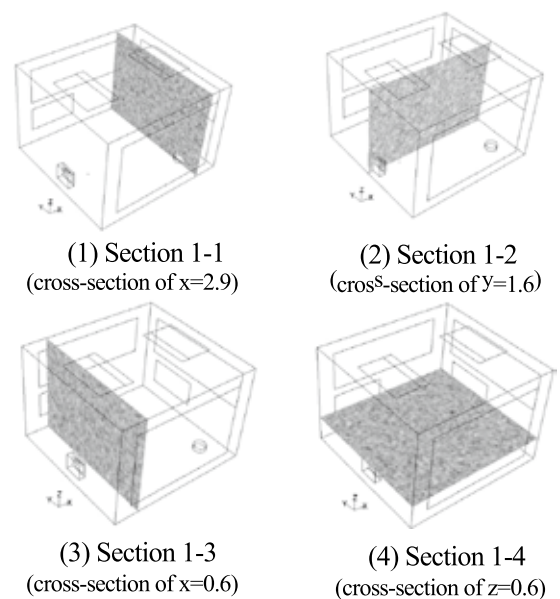 (1) Section 1-1
(cross-section of x=2.9)
(2) Section 1-2
(cross-section of y=1.6)
(3) Section 1-3
(cross-section of x=0.6)
(4) Section 1-4
(cross-section of z=0.6)